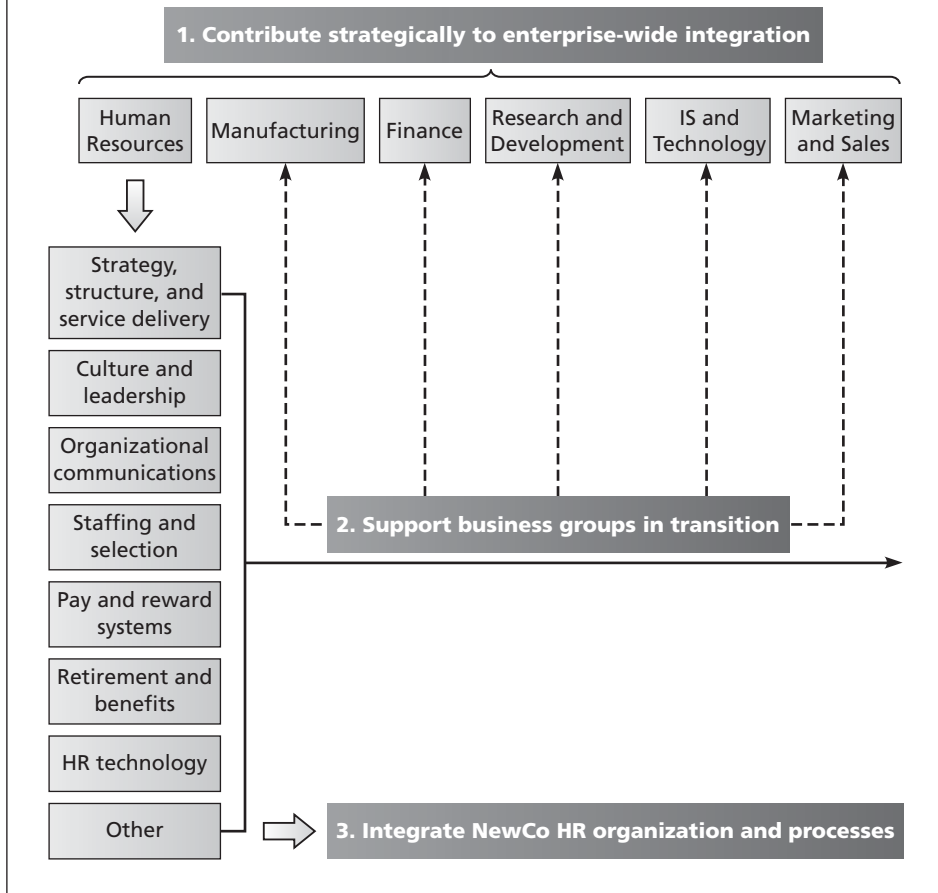 1. Contribute strategically to enterprise-wide integration
Human
Resources
Manufacturing
Finance
Research and
Development
IS and
Technology
Marketing
and Sales
Strategy,
structure, and
service delivery
Culture and
leadership
Organizational
communications
Staffing and
selection
2. Support business groups in transition
Pay and reward
systems
Retirement and
benefits
HR technology
Other
3. Integrate NewCo HR organization and processes